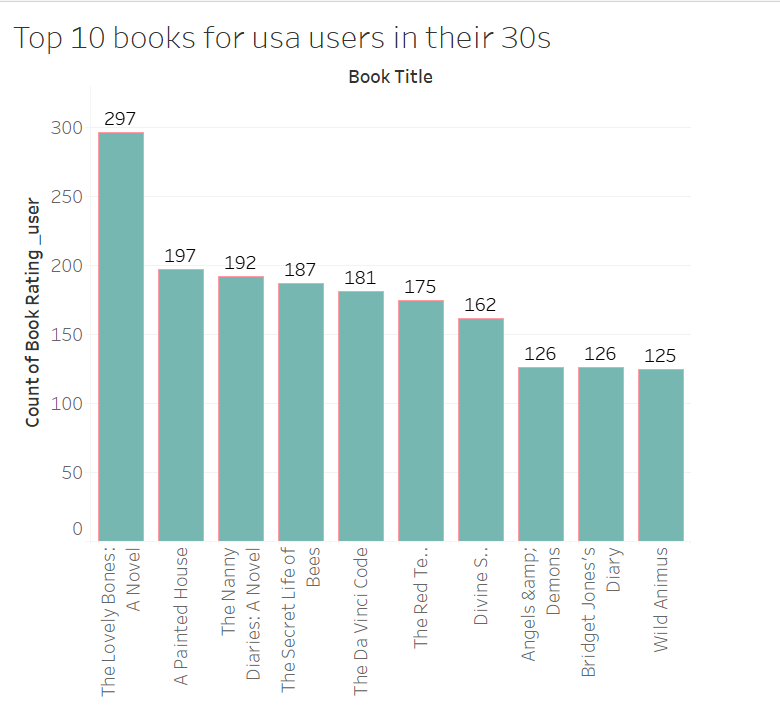 Top 10 books for usa users in their 30s
Book Title
Count of Book Rating _user
300
250
200
150
100
50
0
297
197
192
187
181
175
162
126
126
125
The Lovely Bones:
A Novel
A Painted House
The Nanny
Diaries: A Novel
The Secret Life of
Bees
The Da Vinci Code
The Red Te..
Divine S..
Angels &amp;amp;
Demons
Bridget Jones's
Diary
Wild Animus